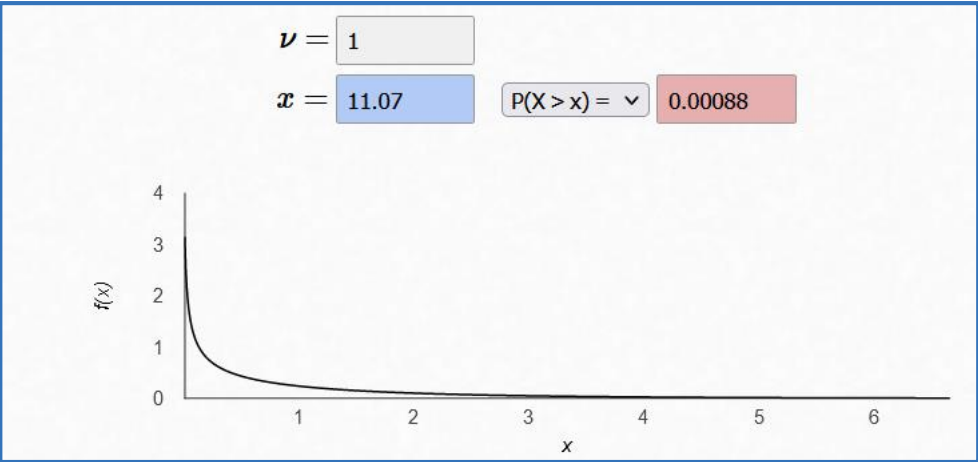 ν = 1
x = 11.07 P(X > x) = 0.00088
4
3
f(x)
2
1
0
1 2 3 4 5 6
x